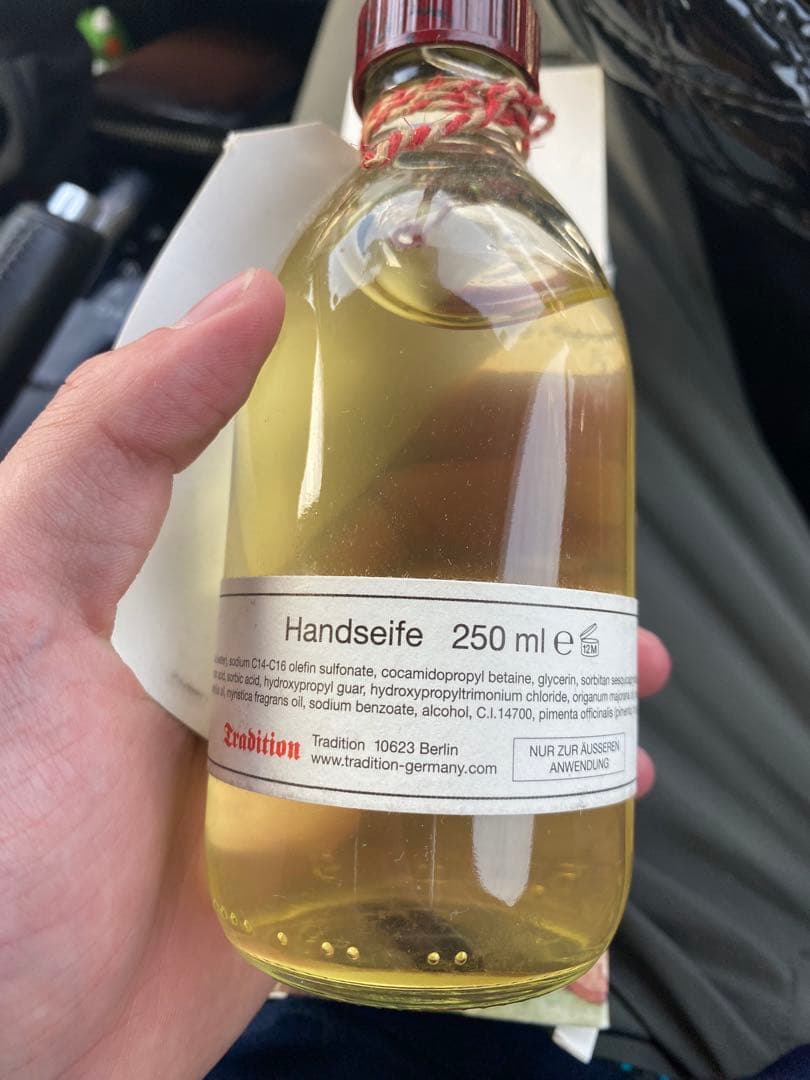 Handseife 250 ml ℮ 12M
sodium C14-C16 olefin sulfonate, cocamidopropyl betaine, glycerin, sorbitan
acid, sorbic acid, hydroxypropyl guar, hydroxypropyltrimonium chloride, origanum majorana
oil, myristica fragrans oil, sodium benzoate, alcohol, C.I.14700, pimenta officinalis
Tradition
Tradition 10623 Berlin
www.tradition-germany.com
NUR ZUR ÄUSSEREN
ANWENDUNG